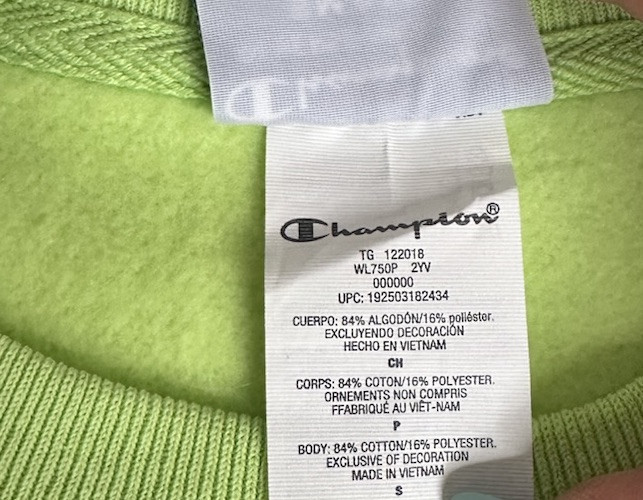 Champion®
TG 122018
WL750P 2YV
000000
UPC: 192503182434
CUERPO: 84% ALGODÓN/16% poliéster.
EXCLUYENDO DECORACIÓN
HECHO EN VIETNAM
CH
CORPS: 84% COTON/16% POLYESTER.
ORNEMENTS NON COMPRIS
FFABRIQUÉ AU VIÊT-NAM
P
BODY: 84% COTTON/16% POLYESTER.
EXCLUSIVE OF DECORATION
MADE IN VIETNAM
S